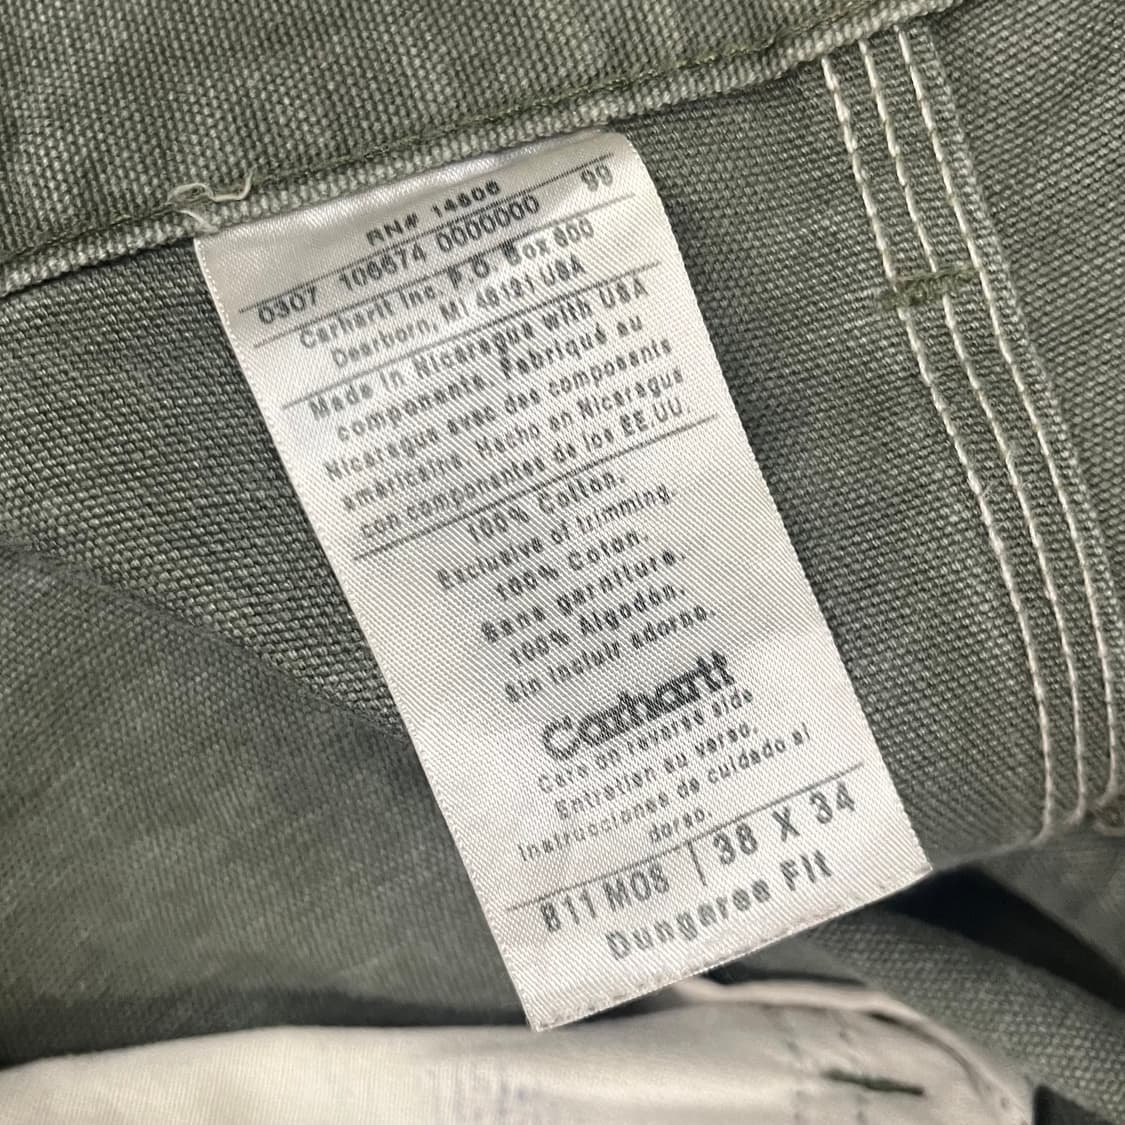 RN# 14806
99
0307 106674 0000000
Carhartt Inc. P.O. Box 600
Dearborn, MI 48121 USA
Made in Nicaragua with USA
components. Fabriqué au
Nicaragua avec des composants
americains. Hecho en Nicaragua
con componentes de los EE.UU.
100% Cotton.
Exclusive of trimming.
100% Coton.
Sans garniture.
100% Algodón.
Sin incluir adorno.
Carhartt
Care on reverse side
Entretien au verso.
Instrucciones de cuidado al
dorso.
B11 MOS | 38 X 34
Dungaree Fit